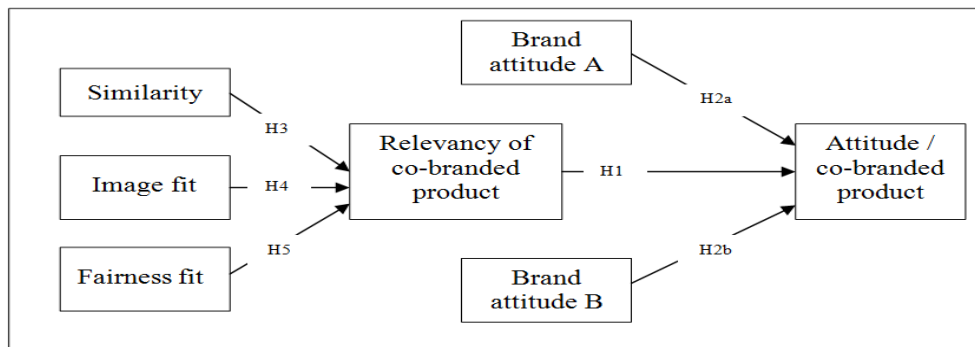 Brand
attitude A
Similarity
H2a
H3
Relevancy of
co-branded
product
Attitude /
co-branded
product
H1
Image fit
H4
H5
H2b
Fairness fit
Brand
attitude B